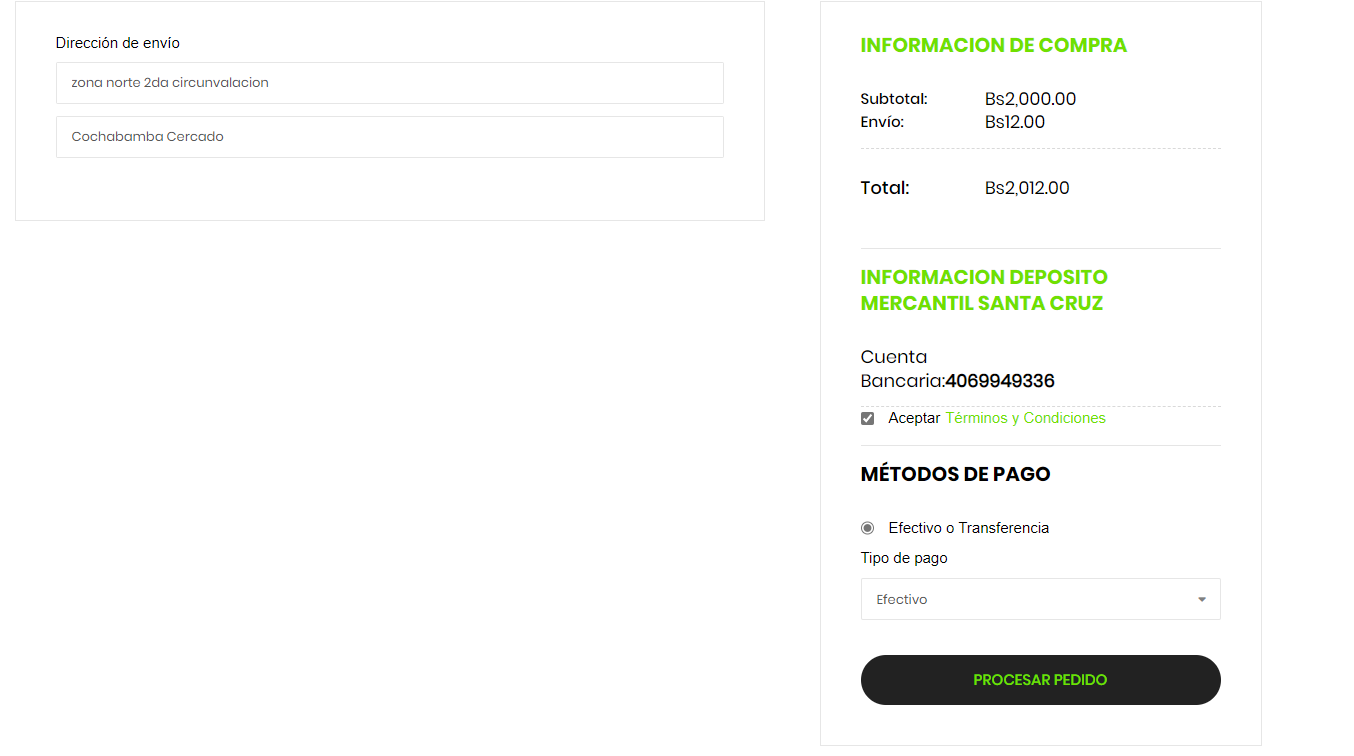 Dirección de envío
zona norte 2da circunvalacion
Cochabamba Cercado
INFORMACION DE COMPRA
Subtotal: Bs2,000.00
Envío: Bs12.00
Total: Bs2,012.00
INFORMACION DEPOSITO
MERCANTIL SANTA CRUZ
Cuenta
Bancaria:4069949336
Aceptar Términos y Condiciones
MÉTODOS DE PAGO
Efectivo o Transferencia
Tipo de pago
Efectivo
PROCESAR PEDIDO